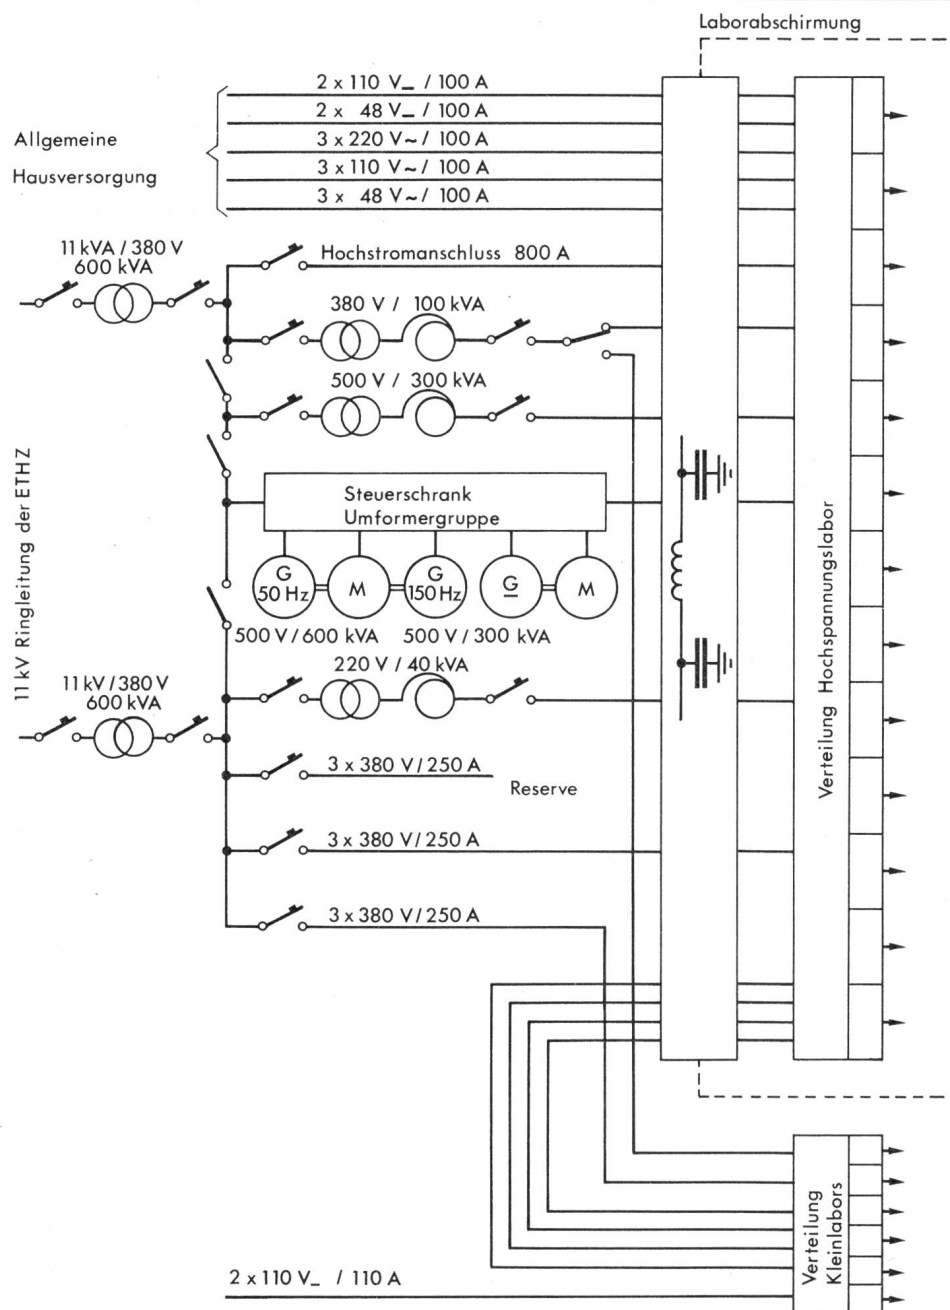 Laborabschirmung
2 x 110 V_ / 100 A
2 x 48 V_ / 100 A
3 x 220 V~ / 100 A
3 x 110 V~ / 100 A
3 x 48 V~ / 100 A
Allgemeine
Hausversorgung
11 kVA / 380 V
600 kVA
Hochstromanschluss 800 A
380 V / 100 kVA
500 V / 300 kVA
11 kV Ringleitung der ETHZ
Steuerschrank
Umformergruppe
G
50 Hz
M
G
150 Hz
G
M
500 V / 600 kVA
500 V / 300 kVA
220 V / 40 kVA
11 kV / 380 V
600 kVA
3 x 380 V / 250 A
Reserve
3 x 380 V / 250 A
3 x 380 V / 250 A
Verteilung Hochspannungslabor
Verteilung
Kleinlabors
2 x 110 V_ / 110 A